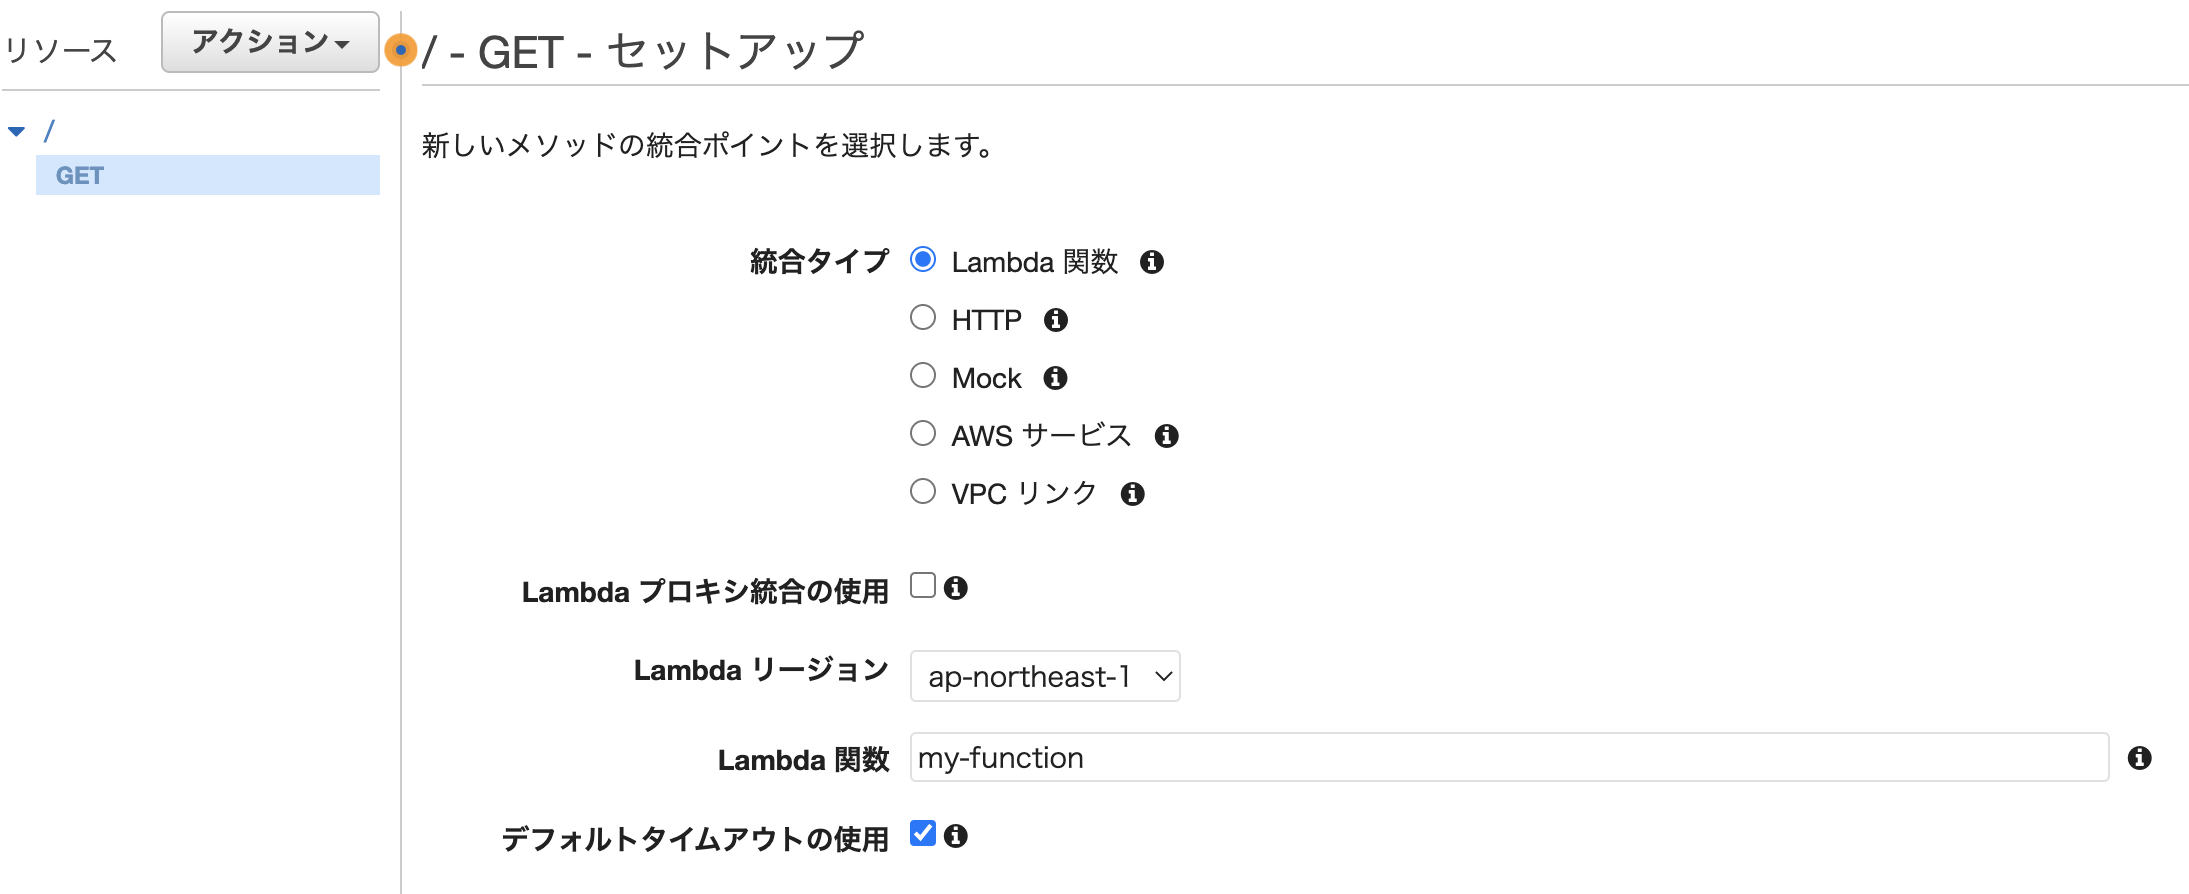 リソース
アクション
/ - GET - セットアップ
/
GET
新しいメソッドの統合ポイントを選択します。
統合タイプ
Lambda 関数
HTTP
Mock
AWS サービス
VPC リンク
Lambda プロキシ統合の使用
Lambda リージョン
ap-northeast-1
Lambda 関数
my-function
デフォルトタイムアウトの使用